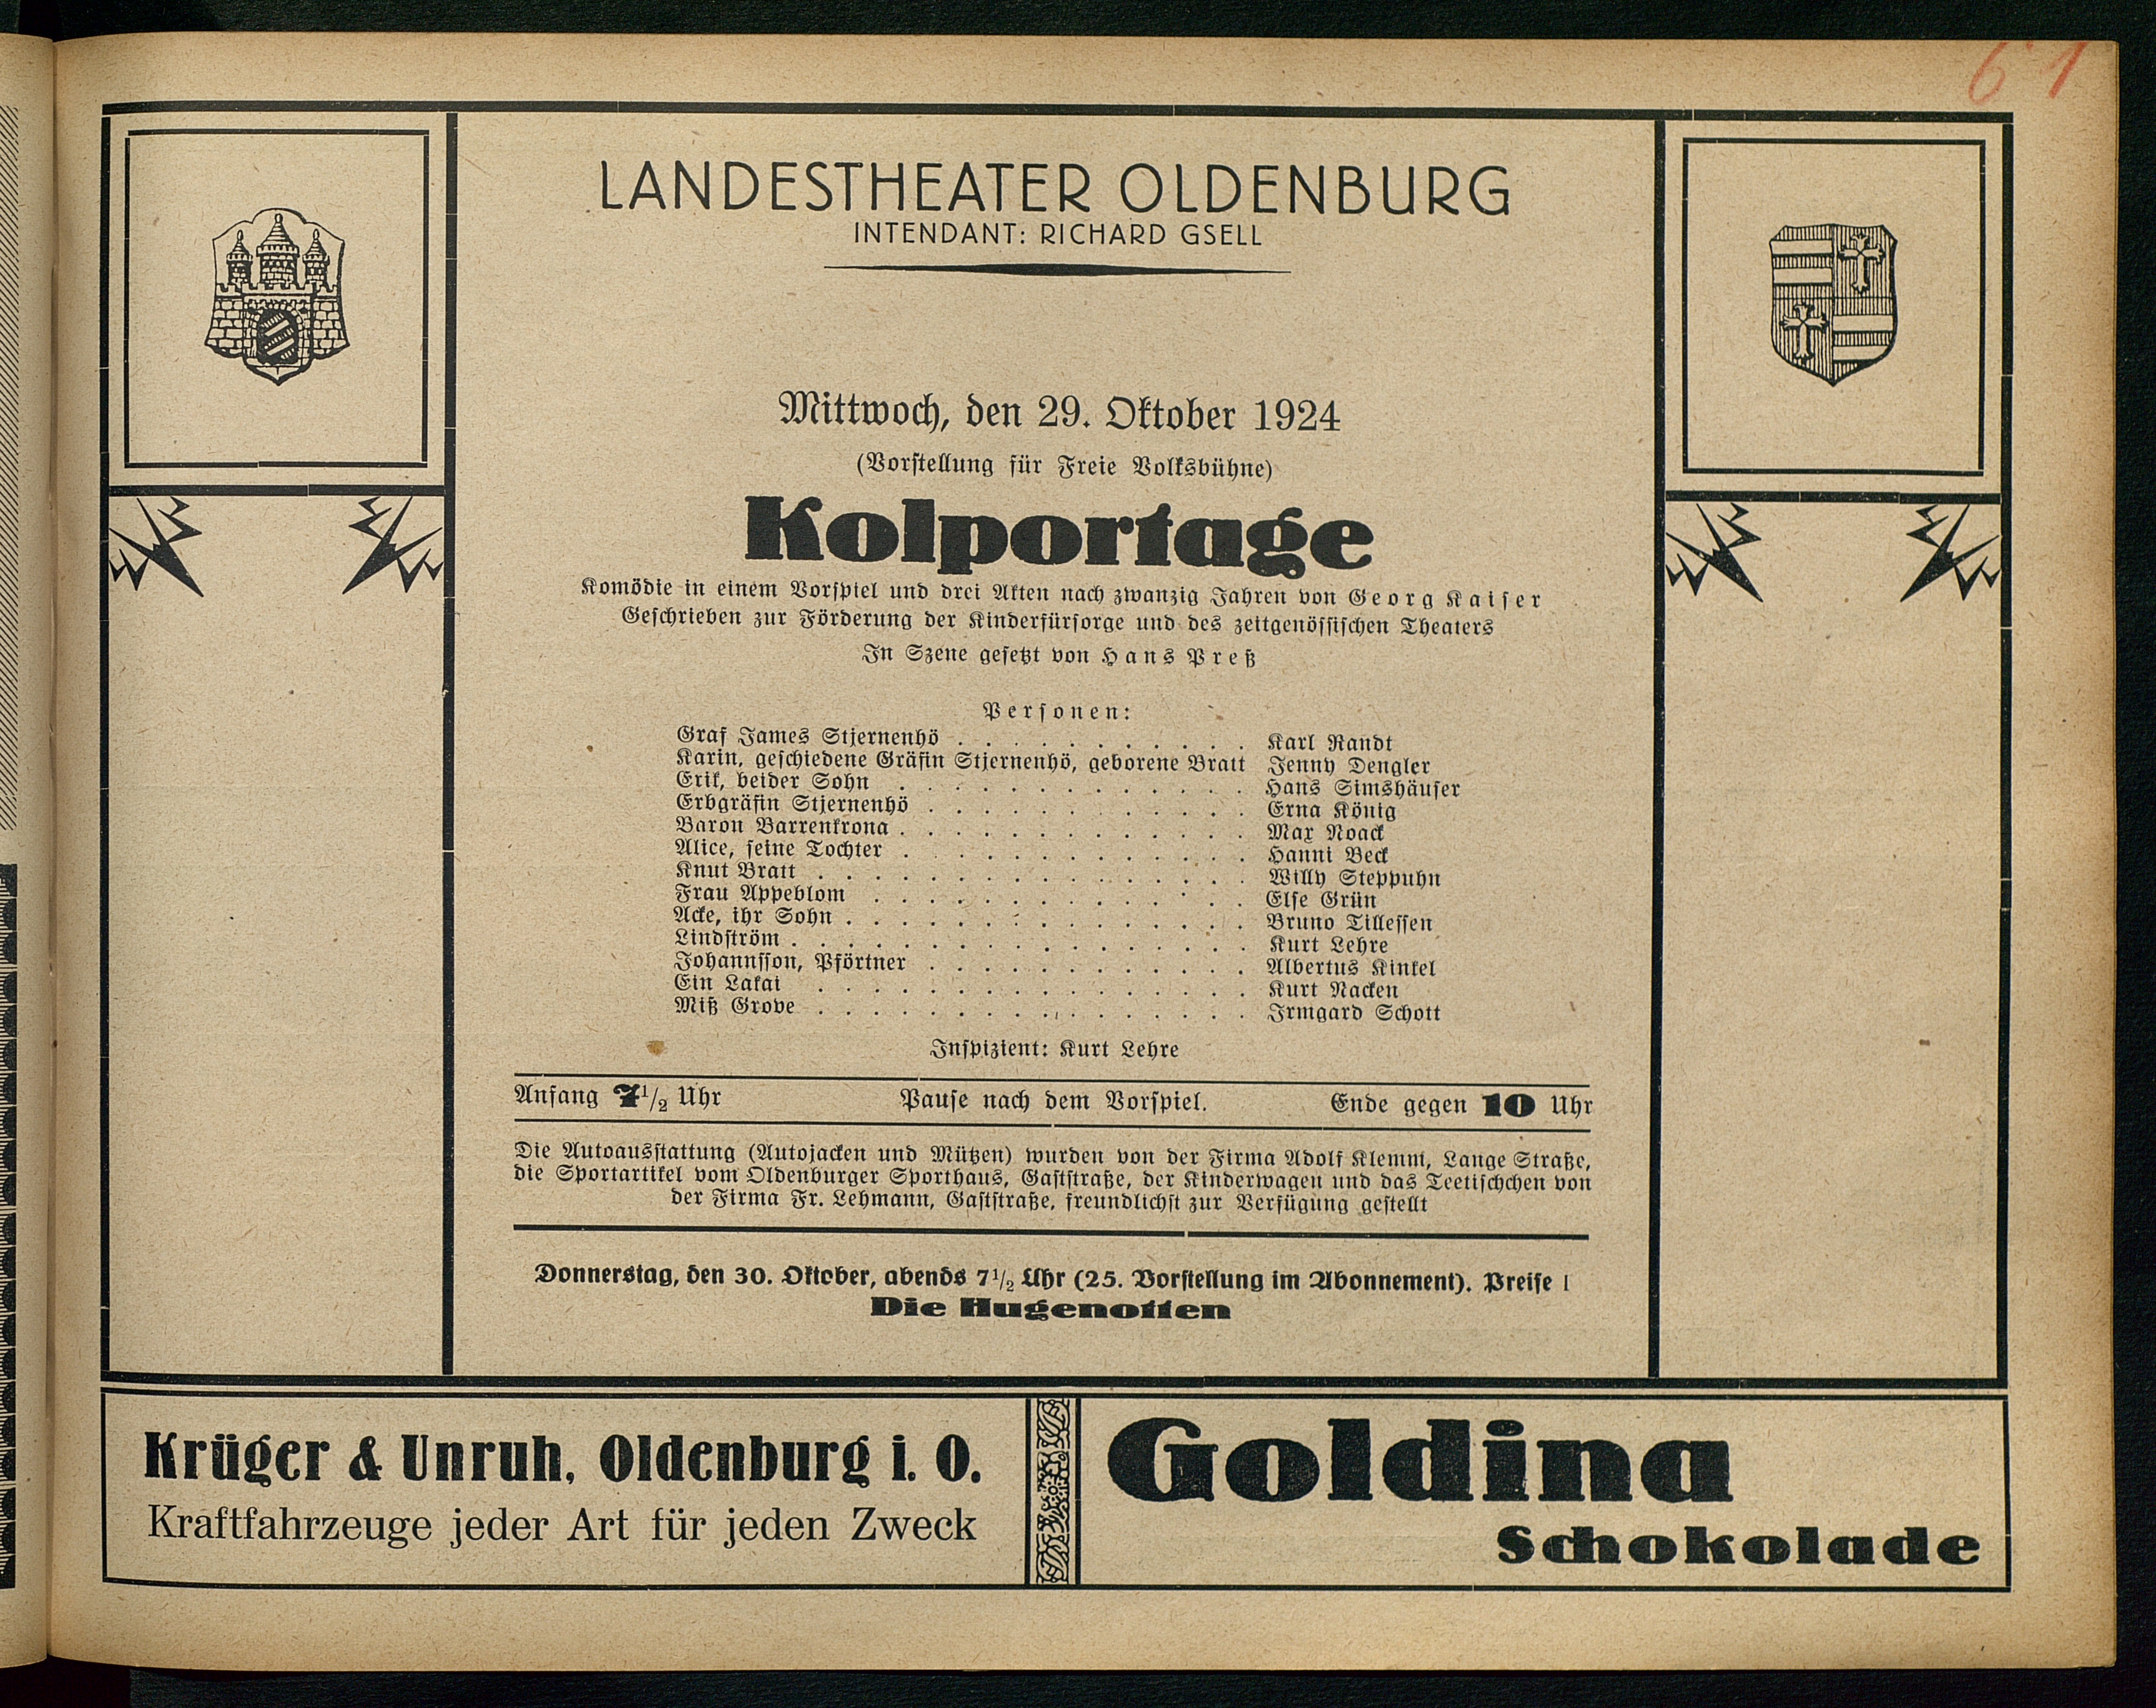 61
LANDESTHEATER OLDENBURG
INTENDANT: RICHARD GSELL
Mittwoch, den 29. Oktober 1924
(Vorstellung für Freie Volksbühne)
Kolportage
Komödie in einem Vorspiel und drei Akten nach zwanzig Jahren von Georg Kaiser
Geschrieben zur Förderung der Kinderfürsorge und des zeitgenössischen Theaters
In Szene gesetzt von Hans Preß
Personen:
Graf James Stjernenhö . . . . . . . . . . . Karl Randt
Karin, geschiedene Gräfin Stjernenhö, geborene Bratt Jenny Dengler
Erik, beider Sohn . . . . . . . . . . . . . Hans Simshäuser
Erbgräfin Stjernenhö . . . . . . . . . . . . Erna König
Baron Barrenkrona . . . . . . . . . . . . . Max Noack
Alice, seine Tochter . . . . . . . . . . . . Hanni Beck
Knut Bratt . . . . . . . . . . . . . . . . Willy Steppuhn
Frau Appeblom . . . . . . . . . . . . . . Else Grün
Acke, ihr Sohn . . . . . . . . . . . . . . . Bruno Tillessen
Lindström . . . . . . . . . . . . . . . . . Kurt Lehre
Johannsson, Pförtner . . . . . . . . . . . . Albertus Kinkel
Ein Lakai . . . . . . . . . . . . . . . . Kurt Nacken
Miß Grove . . . . . . . . . . . . . . . . Irmgard Schott
Inspizient: Kurt Lehre
Anfang 7 1/2 Uhr Pause nach dem Vorspiel. Ende gegen 10 Uhr
Die Autoausstattung (Autojacken und Mützen) wurden von der Firma Adolf Klemm, Lange Straße,
die Sportartikel vom Oldenburger Sporthaus, Gaststraße, der Kinderwagen und das Teetischchen von
der Firma Fr. Lehmann, Gaststraße, freundlichst zur Verfügung gestellt
Donnerstag, den 30. Oktober, abends 7 1/2 Uhr (25. Vorstellung im Abonnement). Preise I
Die Hugenotten
Krüger & Unruh, Oldenburg i. O.
Kraftfahrzeuge jeder Art für jeden Zweck
Goldina
Schokolade